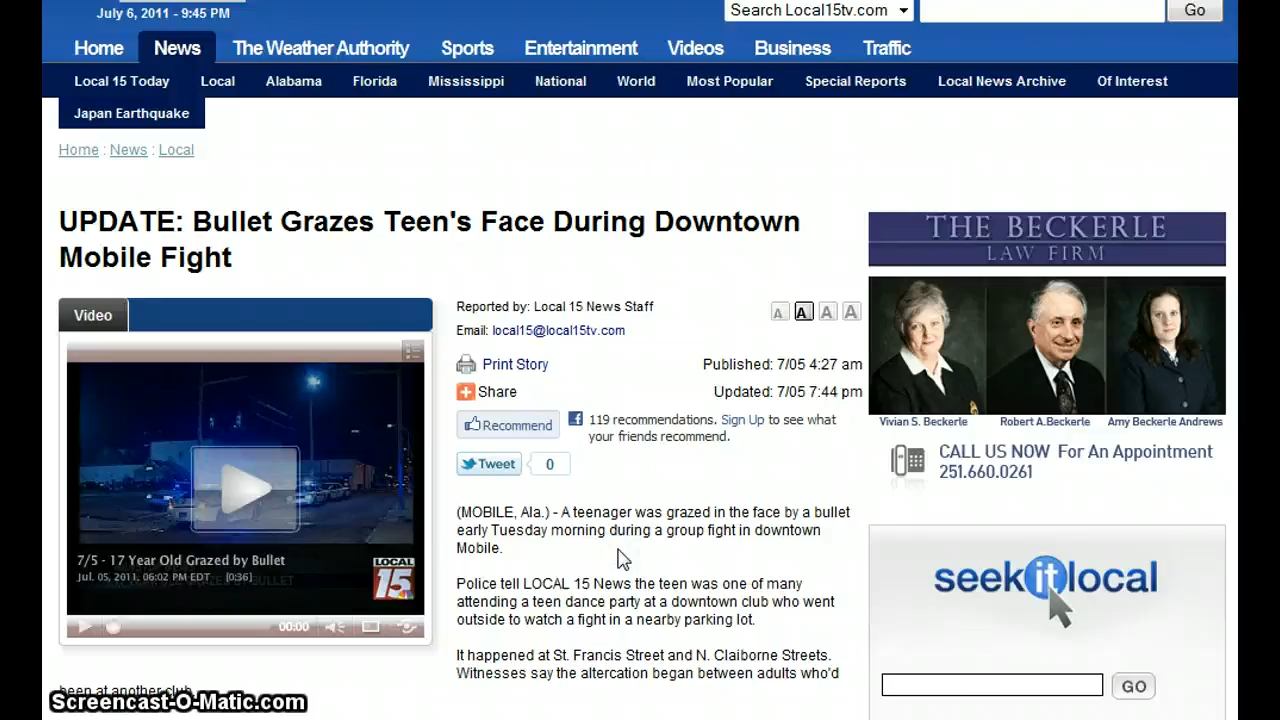 July 6, 2011 - 9:45 PM
Search Local15tv.com
Go
Home News The Weather Authority Sports Entertainment Videos Business Traffic
Local 15 Today Local Alabama Florida Mississippi National World Most Popular Special Reports Local News Archive Of Interest
Japan Earthquake
Home : News : Local
UPDATE: Bullet Grazes Teen's Face During Downtown
Mobile Fight
Video
7/5 - 17 Year Old Grazed by Bullet
Jul. 05, 2011, 06:02 PM EDT [0:36]
LOCAL
15
00:00
Reported by: Local 15 News Staff
A A A A
Email: local15@local15tv.com
Print Story
Published: 7/05 4:27 am
Share
Updated: 7/05 7:44 pm
Recommend
119 recommendations. Sign Up to see what
your friends recommend.
Tweet 0
(MOBILE, Ala.) - A teenager was grazed in the face by a bullet
early Tuesday morning during a group fight in downtown
Mobile.
Police tell LOCAL 15 News the teen was one of many
attending a teen dance party at a downtown club who went
outside to watch a fight in a nearby parking lot.
It happened at St. Francis Street and N. Claiborne Streets.
Witnesses say the altercation began between adults who'd
been at another club
THE BECKERLE
LAW FIRM
Vivian S. Beckerle Robert A.Beckerle Amy Beckerle Andrews
CALL US NOW For An Appointment
251.660.0261
seekitlocal
GO
Screencast-O-Matic.com